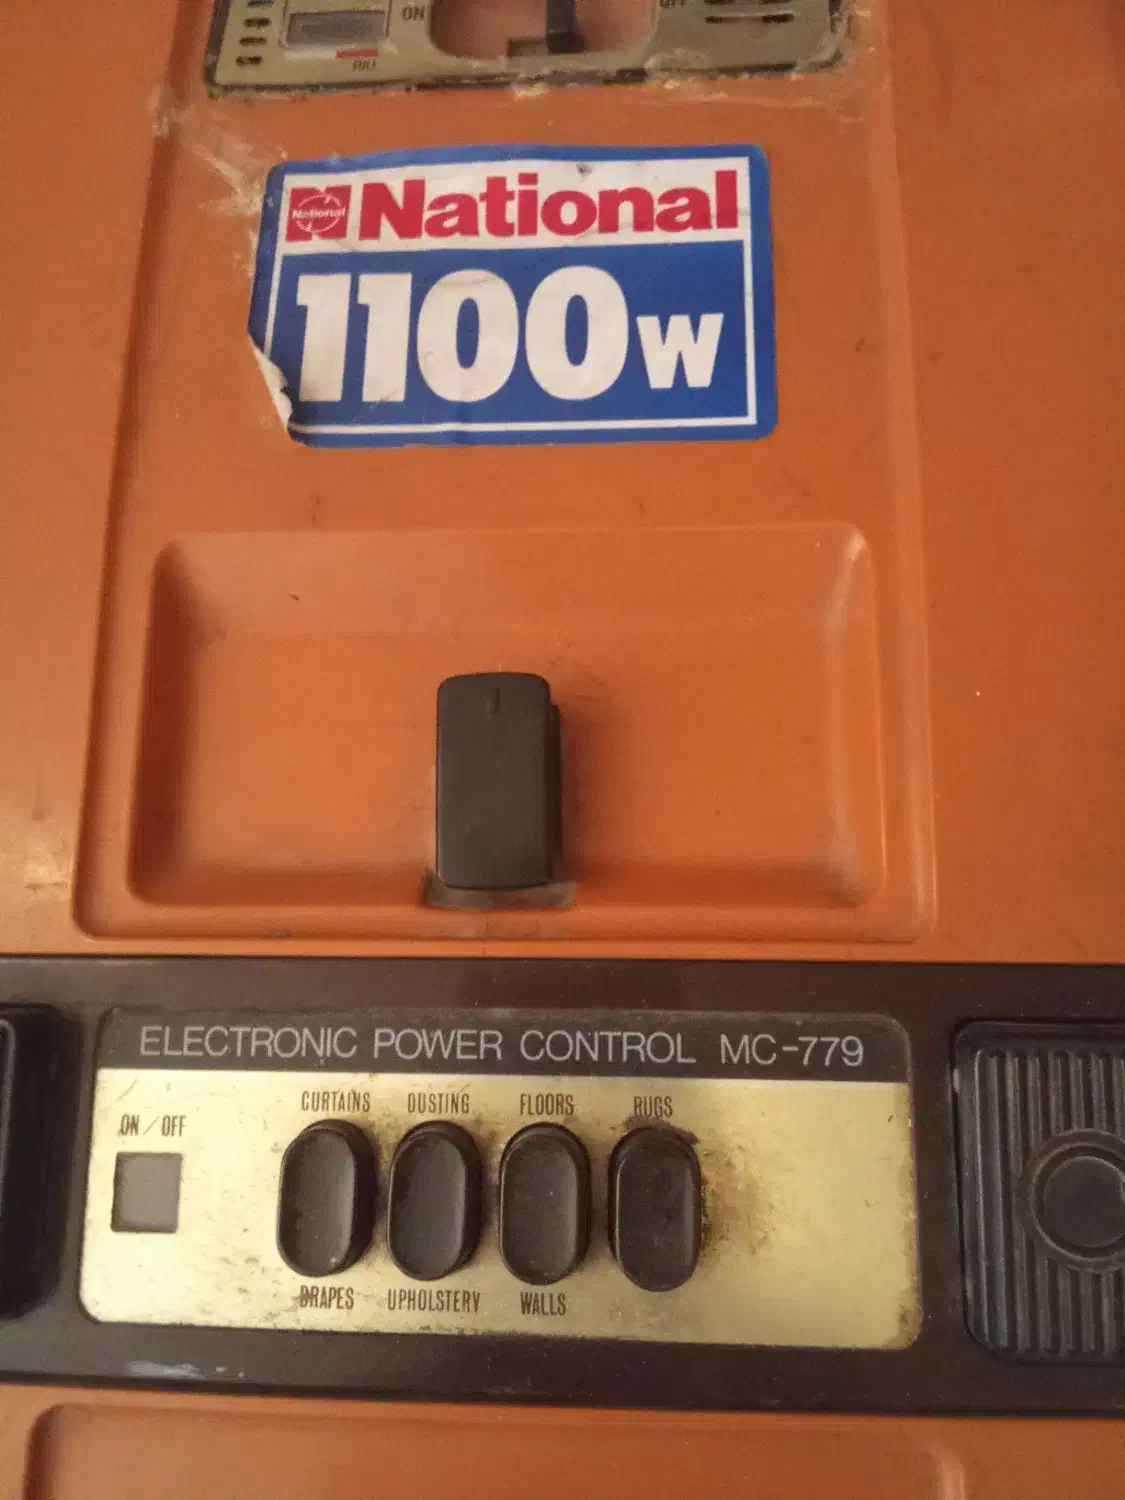 ON
OFF
FULL
National National
1100W
ELECTRONIC POWER CONTROL MC-779
CURTAINS DUSTING FLOORS RUGS
ON/OFF
DRAPES UPHOLSTERY WALLS